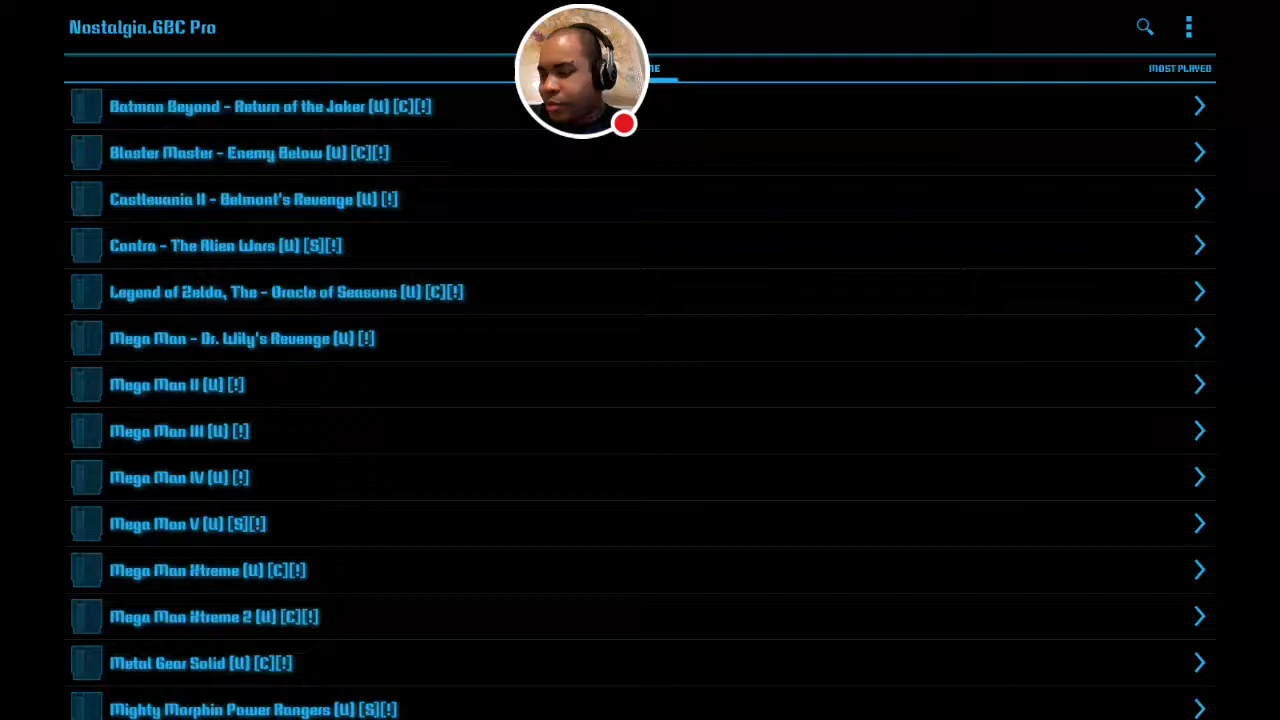 Nostalgia.GBC Pro
MOST PLAYED
Batman Beyond - Return of the Joker [U] [C][!]
Blaster Master - Enemy Below [U] [C][!]
Castlevania II - Belmont's Revenge [U] [!]
Contra - The Alien Wars [U] [S][!]
Legend of Zelda, The - Oracle of Seasons [U] [C][!]
Mega Man - Dr. Wily's Revenge [U] [!]
Mega Man II [U] [!]
Mega Man III [U] [!]
Mega Man IV [U] [!]
Mega Man V [U] [S][!]
Mega Man Xtreme [U] [C][!]
Mega Man Xtreme 2 [U] [C][!]
Metal Gear Solid [U] [C][!]
Mighty Morphin Power Rangers [U] [S][!]